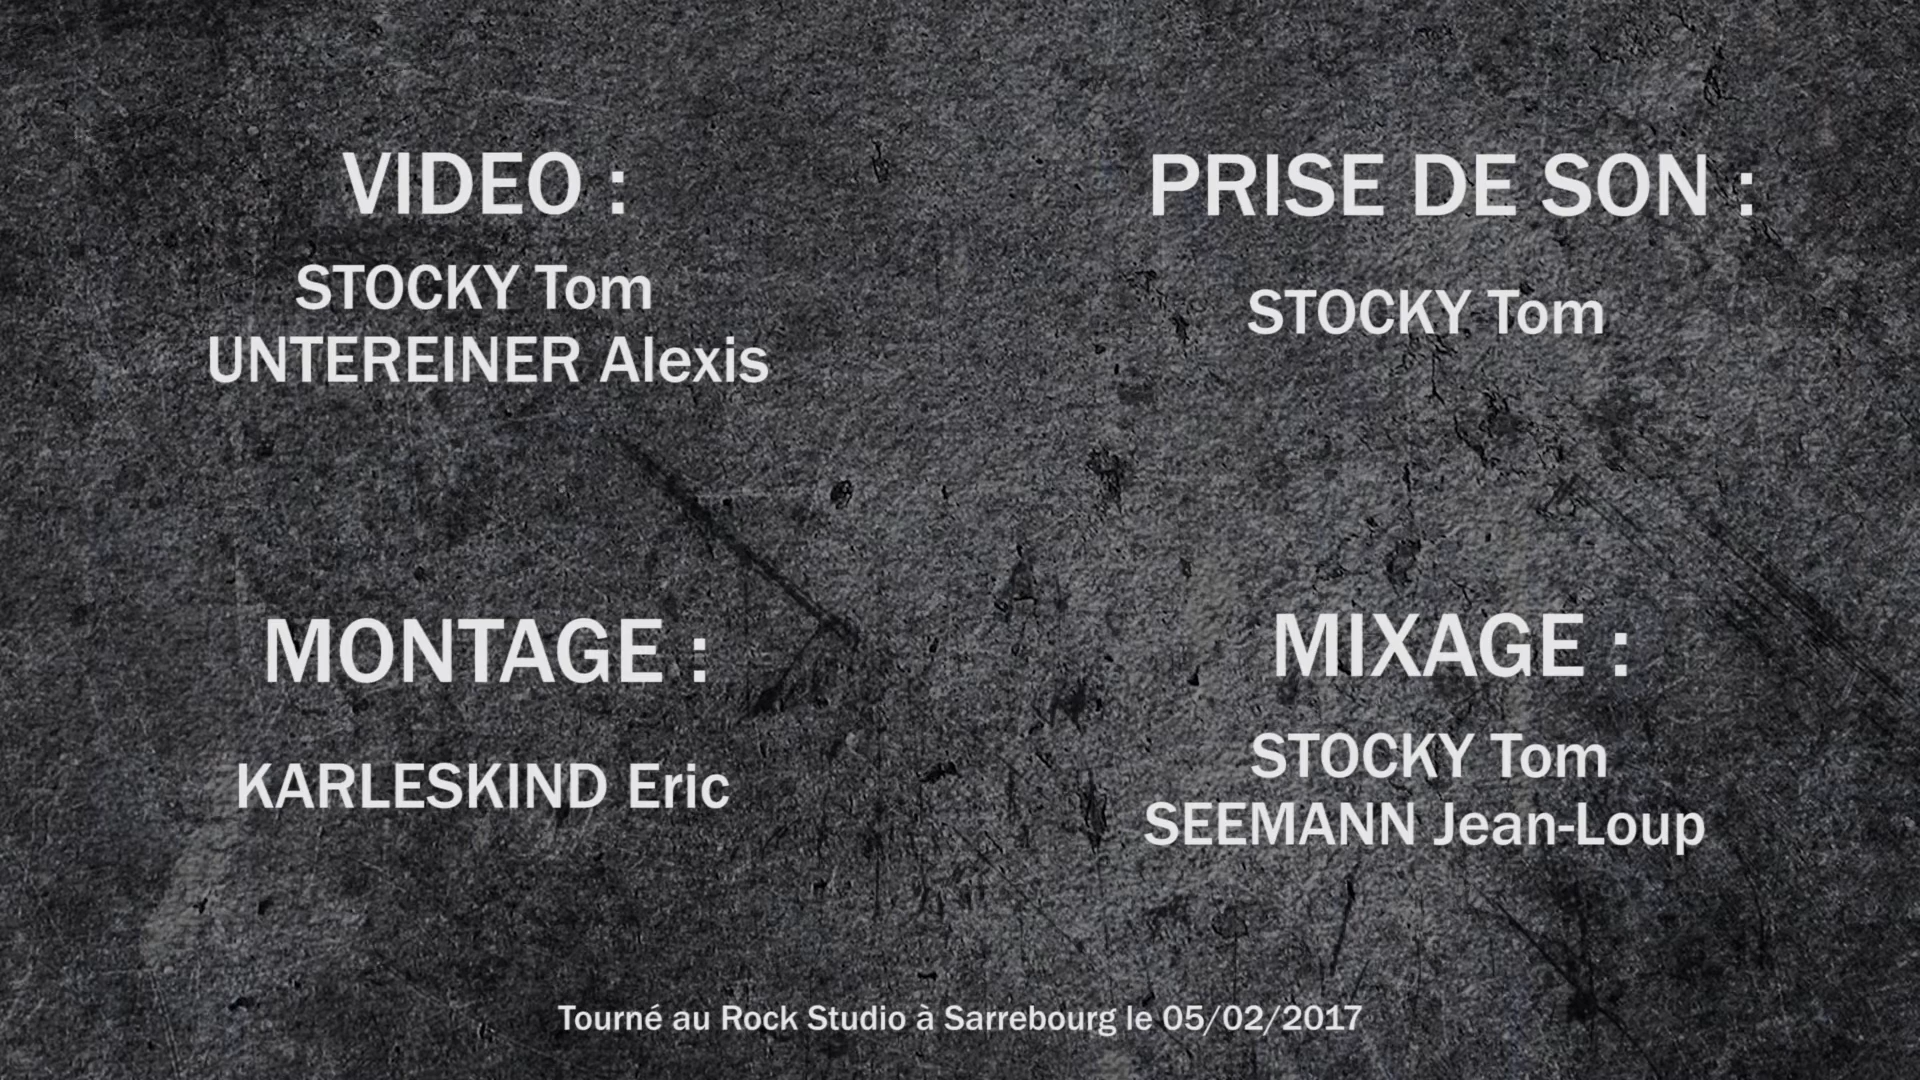 VIDEO :
STOCKY Tom
UNTEREINER Alexis
PRISE DE SON :
STOCKY Tom
MONTAGE :
KARLESKIND Eric
MIXAGE :
STOCKY Tom
SEEMANN Jean-Loup
Tourné au Rock Studio à Sarrebourg le 05/02/2017